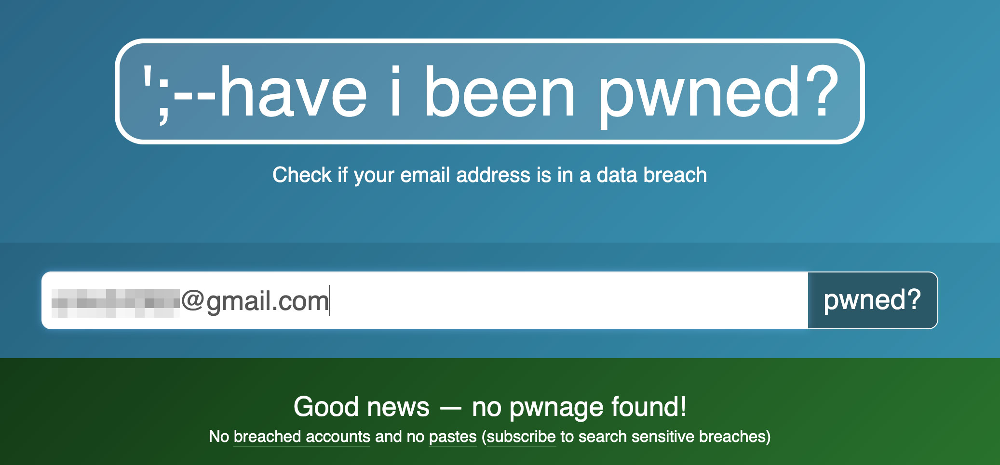 ';--have i been pwned?
Check if your email address is in a data breach
@gmail.com
pwned?
Good news — no pwnage found!
No breached accounts and no pastes (subscribe to search sensitive breaches)